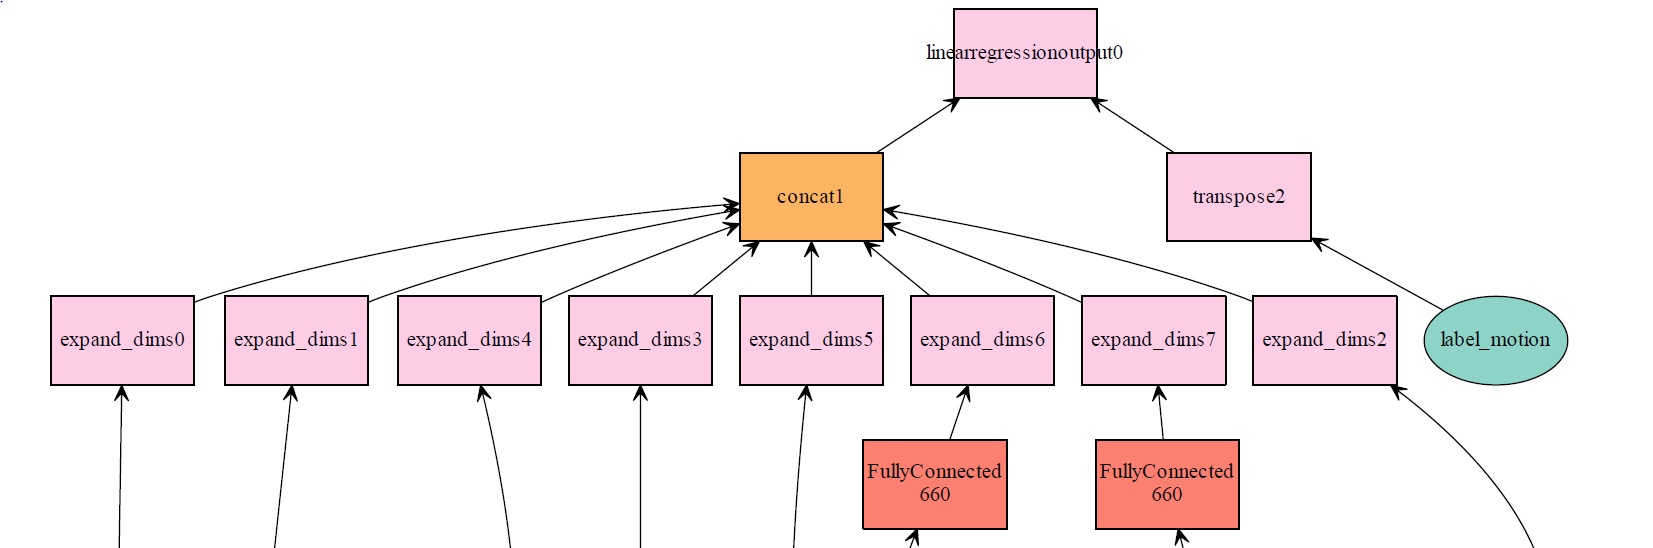 linearregressionoutput0
concat1
transpose2
expand_dims0
expand_dims1
expand_dims4
expand_dims3
expand_dims5
expand_dims6
expand_dims7
expand_dims2
label_motion
FullyConnected
660
FullyConnected
660